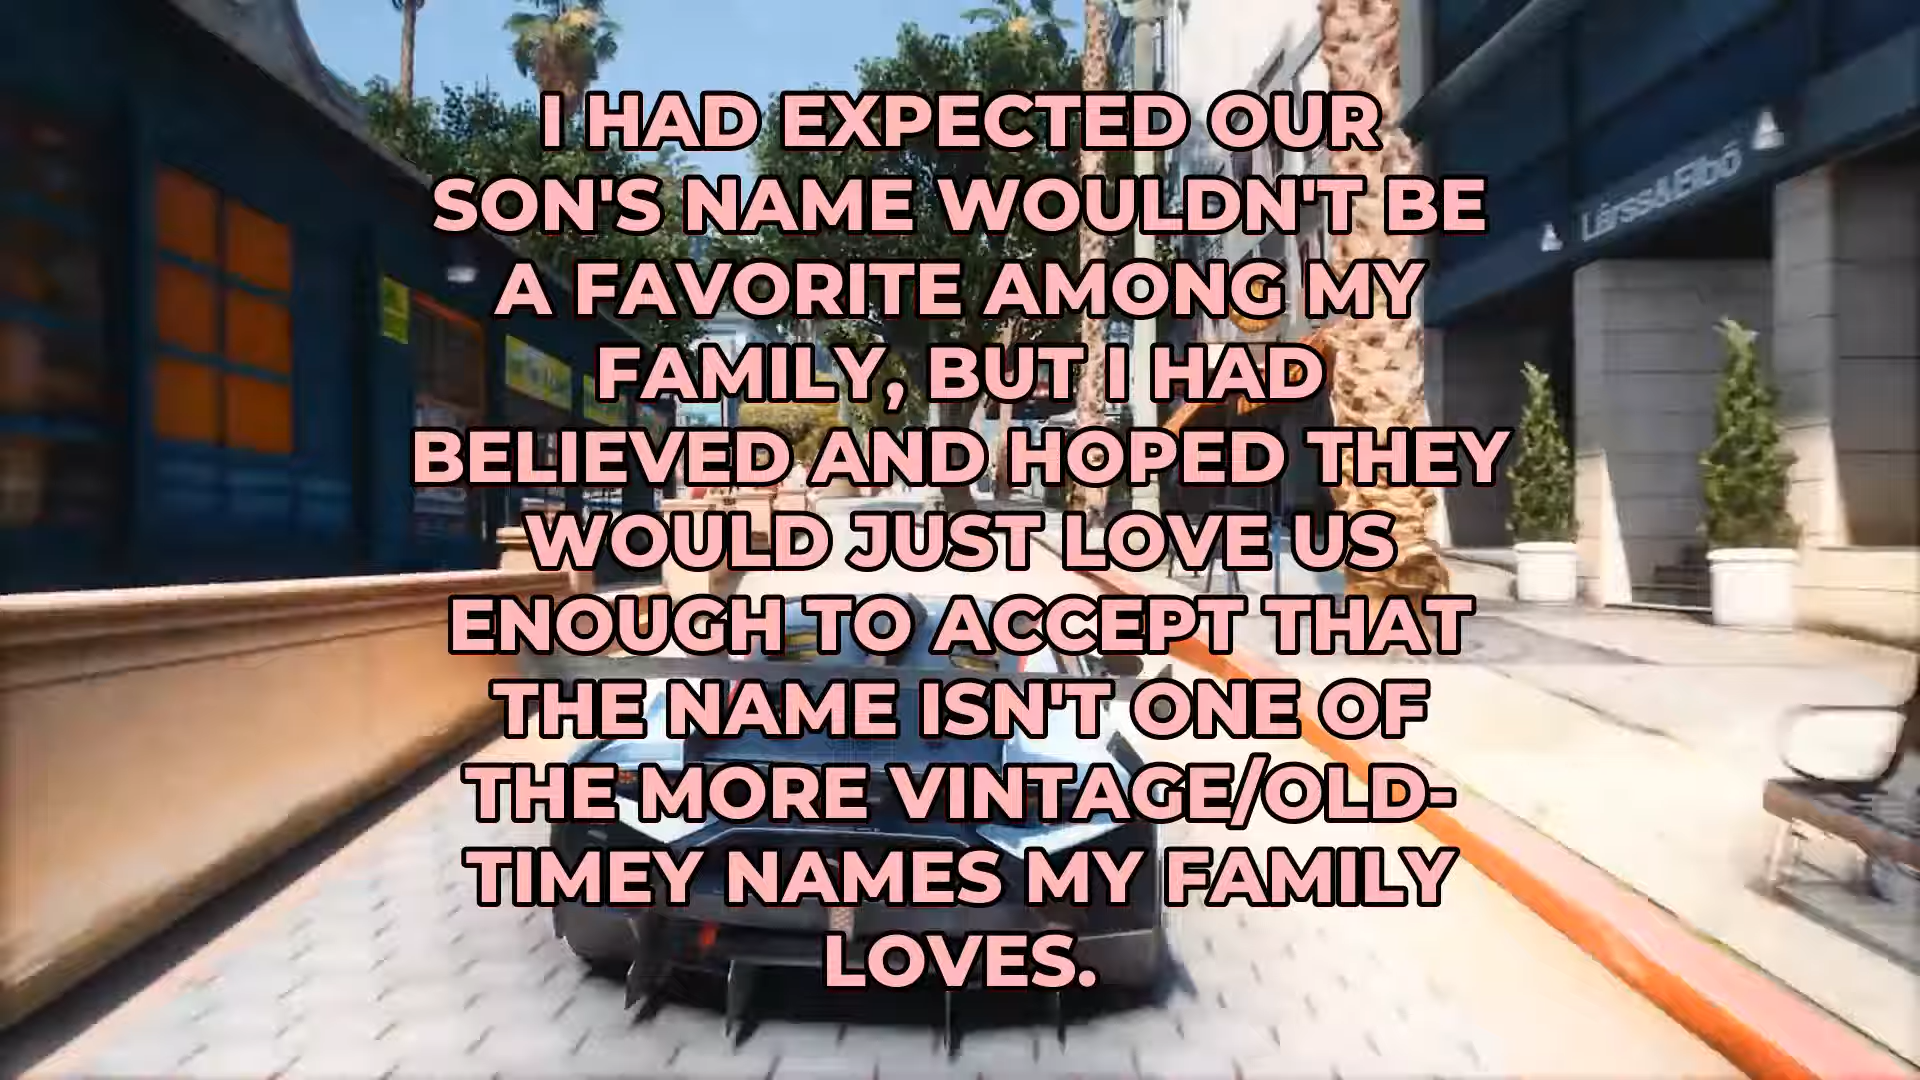 I HAD EXPECTED OUR
SON'S NAME WOULDN'T BE
A FAVORITE AMONG MY
FAMILY, BUT I HAD
BELIEVED AND HOPED THEY
WOULD JUST LOVE US
ENOUGH TO ACCEPT THAT
THE NAME ISN'T ONE OF
THE MORE VINTAGE/OLD-
TIMEY NAMES MY FAMILY
LOVES.
Lärss&Elbö